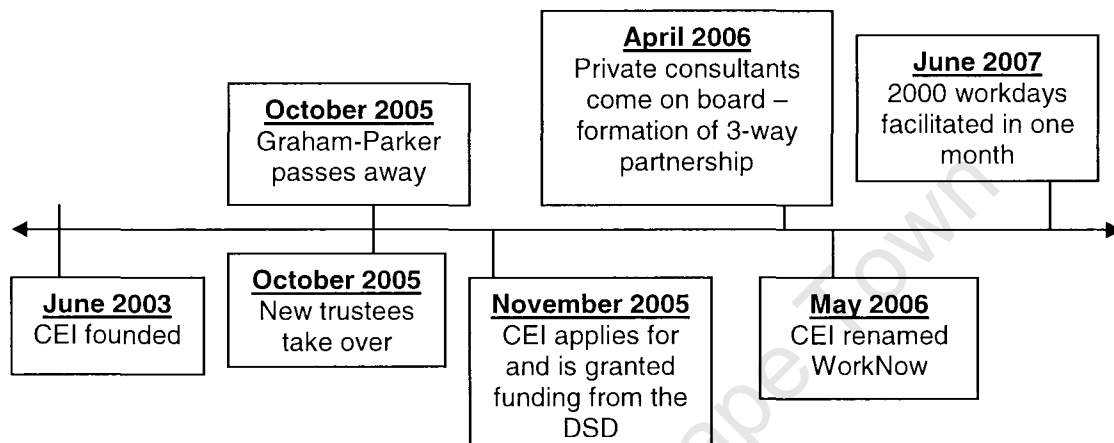 June 2003
CEI founded
October 2005
Graham-Parker
passes away
October 2005
New trustees
take over
November 2005
CEI applies for
and is granted
funding from the
DSD
April 2006
Private consultants
come on board –
formation of 3-way
partnership
May 2006
CEI renamed
WorkNow
June 2007
2000 workdays
facilitated in one
month
ape Town